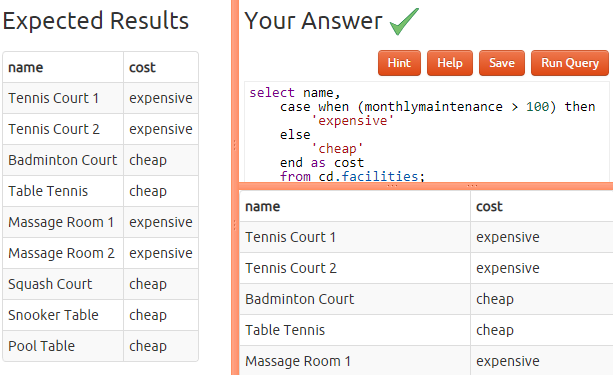 Expected Results
name cost
Tennis Court 1 expensive
Tennis Court 2 expensive
Badminton Court cheap
Table Tennis cheap
Massage Room 1 expensive
Massage Room 2 expensive
Squash Court cheap
Snooker Table cheap
Pool Table cheap
Your Answer
Hint Help Save Run Query
select name,
case when (monthlymaintenance > 100) then
'expensive'
else
'cheap'
end as cost
from cd.facilities;
name cost
Tennis Court 1 expensive
Tennis Court 2 expensive
Badminton Court cheap
Table Tennis cheap
Massage Room 1 expensive